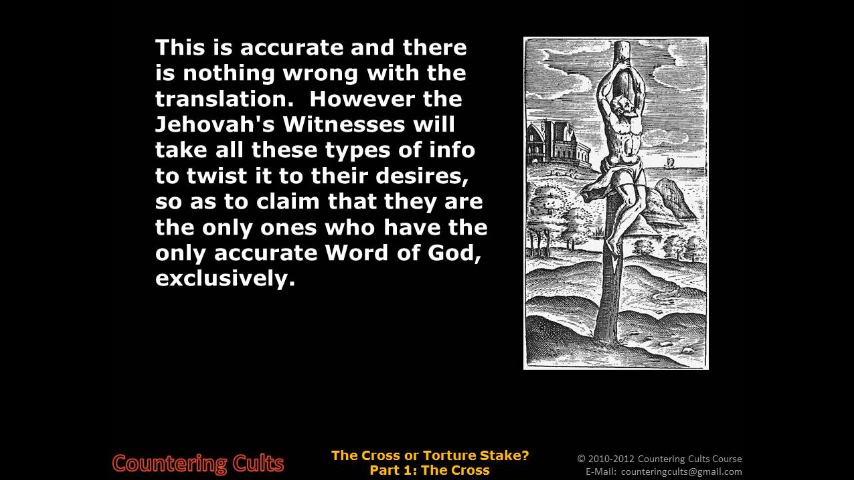 This is accurate and there
is nothing wrong with the
translation.  However the
Jehovah's Witnesses will
take all these types of info
to twist it to their desires,
so as to claim that they are
the only ones who have the
only accurate Word of God,
exclusively.
Countering Cults
The Cross or Torture Stake?
Part 1: The Cross
© 2010-2012 Countering Cults Course
E-Mail:  counteringcults@gmail.com